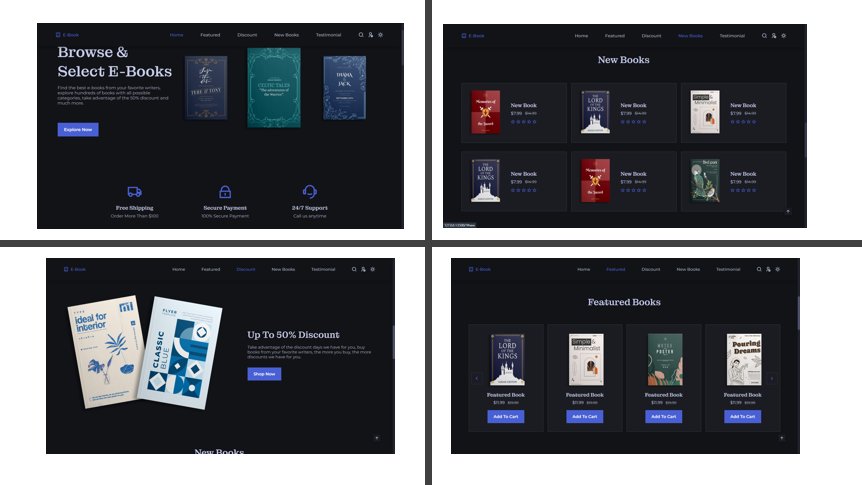 E-Book
Home
Featured
Discount
New Books
Testimonial
Browse &
Select E-Books
Find the best e-books from your favorite writers,
explore hundreds of books with all possible
categories, take advantage of the 50% discount and
much more.
Explore Now
TYRE & TONY
CELTIC TALES
"The adventures of
the Warrior"
DIANA
JACK
Free Shipping
Order More Than $100
Secure Payment
100% Secure Payment
24/7 Support
Call us anytime
E-Book
Home
Featured
Discount
New Books
Testimonial
New Books
Memories of
the Sword
New Book
$7.99 $14.99
THE
LORD
OF THE
KINGS
New Book
$7.99 $14.99
Simple &
Minimalist
New Book
$7.99 $14.99
THE
LORD
OF THE
KINGS
New Book
$7.99 $14.99
Memories of
the Sword
New Book
$7.99 $14.99
New Book
$7.99 $14.99
E-Book
Home
Featured
Discount
New Books
Testimonial
ideal for
interior
FLYER
CLASSIC
BLUE
Up To 50% Discount
Take advantage of the discount days we have for you, buy
books from your favorite writers, the more you buy, the more
discounts we have for you.
Shop Now
New Books
E-Book
Home
Featured
Discount
New Books
Testimonial
Featured Books
THE
LORD
OF THE
KINGS
Featured Book
$11.99 $19.99
Add To Cart
Simple &
Minimalist
Featured Book
$11.99 $19.99
Add To Cart
POSTER
Featured Book
$11.99 $19.99
Add To Cart
Pouring
Dreams
Featured Book
$11.99 $19.99
Add To Cart